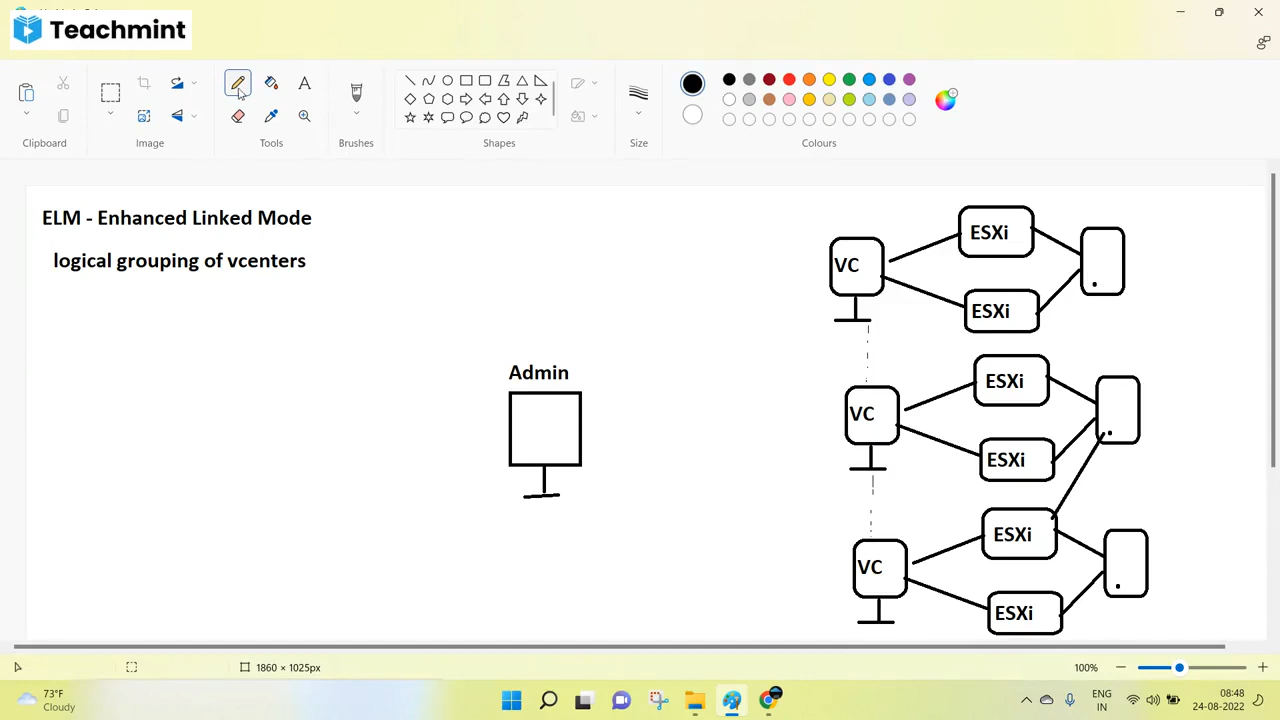 Teachmint
Clipboard
Image
Tools
Brushes
Shapes
Size
Colours
ELM - Enhanced Linked Mode
logical grouping of vcenters
Admin
VC
ESXi
ESXi
VC
ESXi
ESXi
VC
ESXi
ESXi
1860 × 1025px
100%
73°F
Cloudy
ENG
IN
08:48
24-08-2022